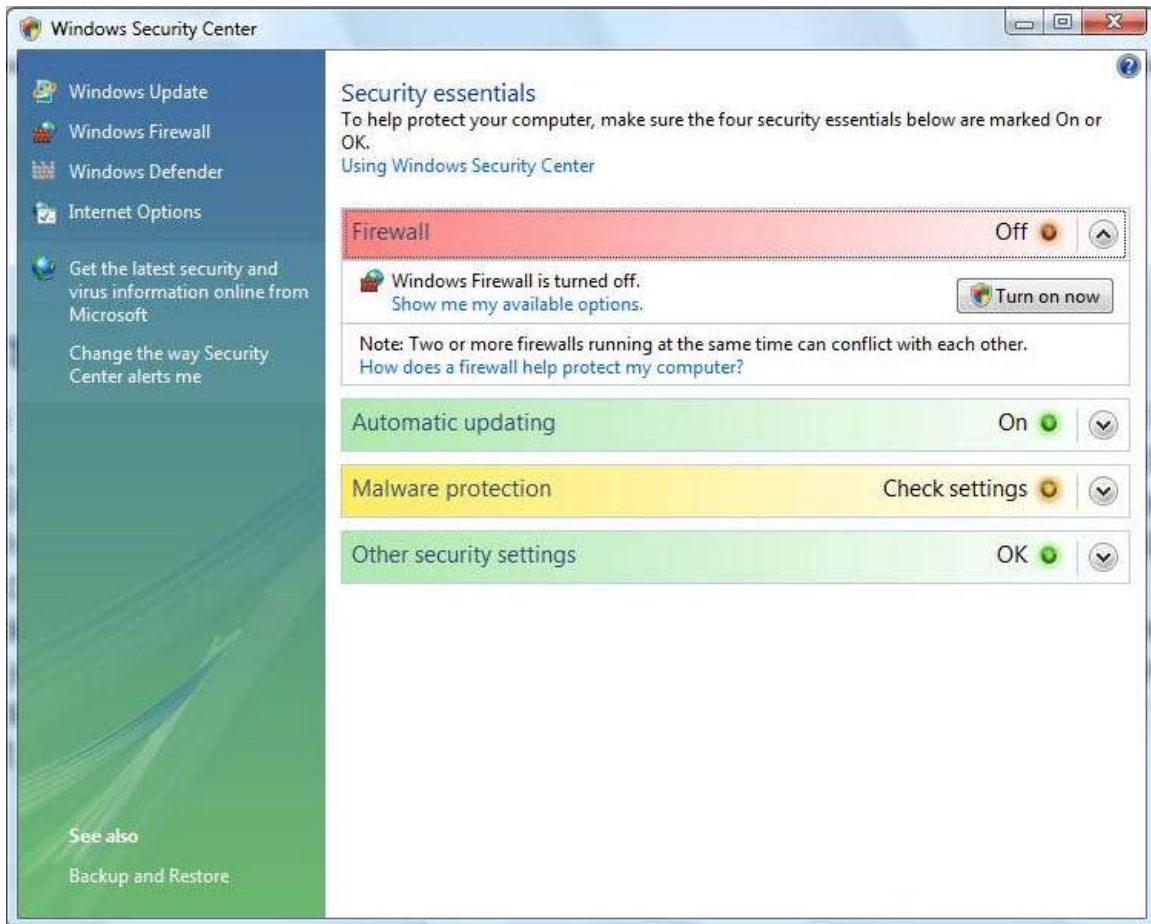 Windows Security Center
Windows Update
Windows Firewall
Windows Defender
Internet Options
Get the latest security and
virus information online from
Microsoft
Change the way Security
Center alerts me
See also
Backup and Restore
Security essentials
To help protect your computer, make sure the four security essentials below are marked On or
OK.
Using Windows Security Center
Firewall Off
Windows Firewall is turned off.
Show me my available options.
Turn on now
Note: Two or more firewalls running at the same time can conflict with each other.
How does a firewall help protect my computer?
Automatic updating On
Malware protection Check settings
Other security settings OK